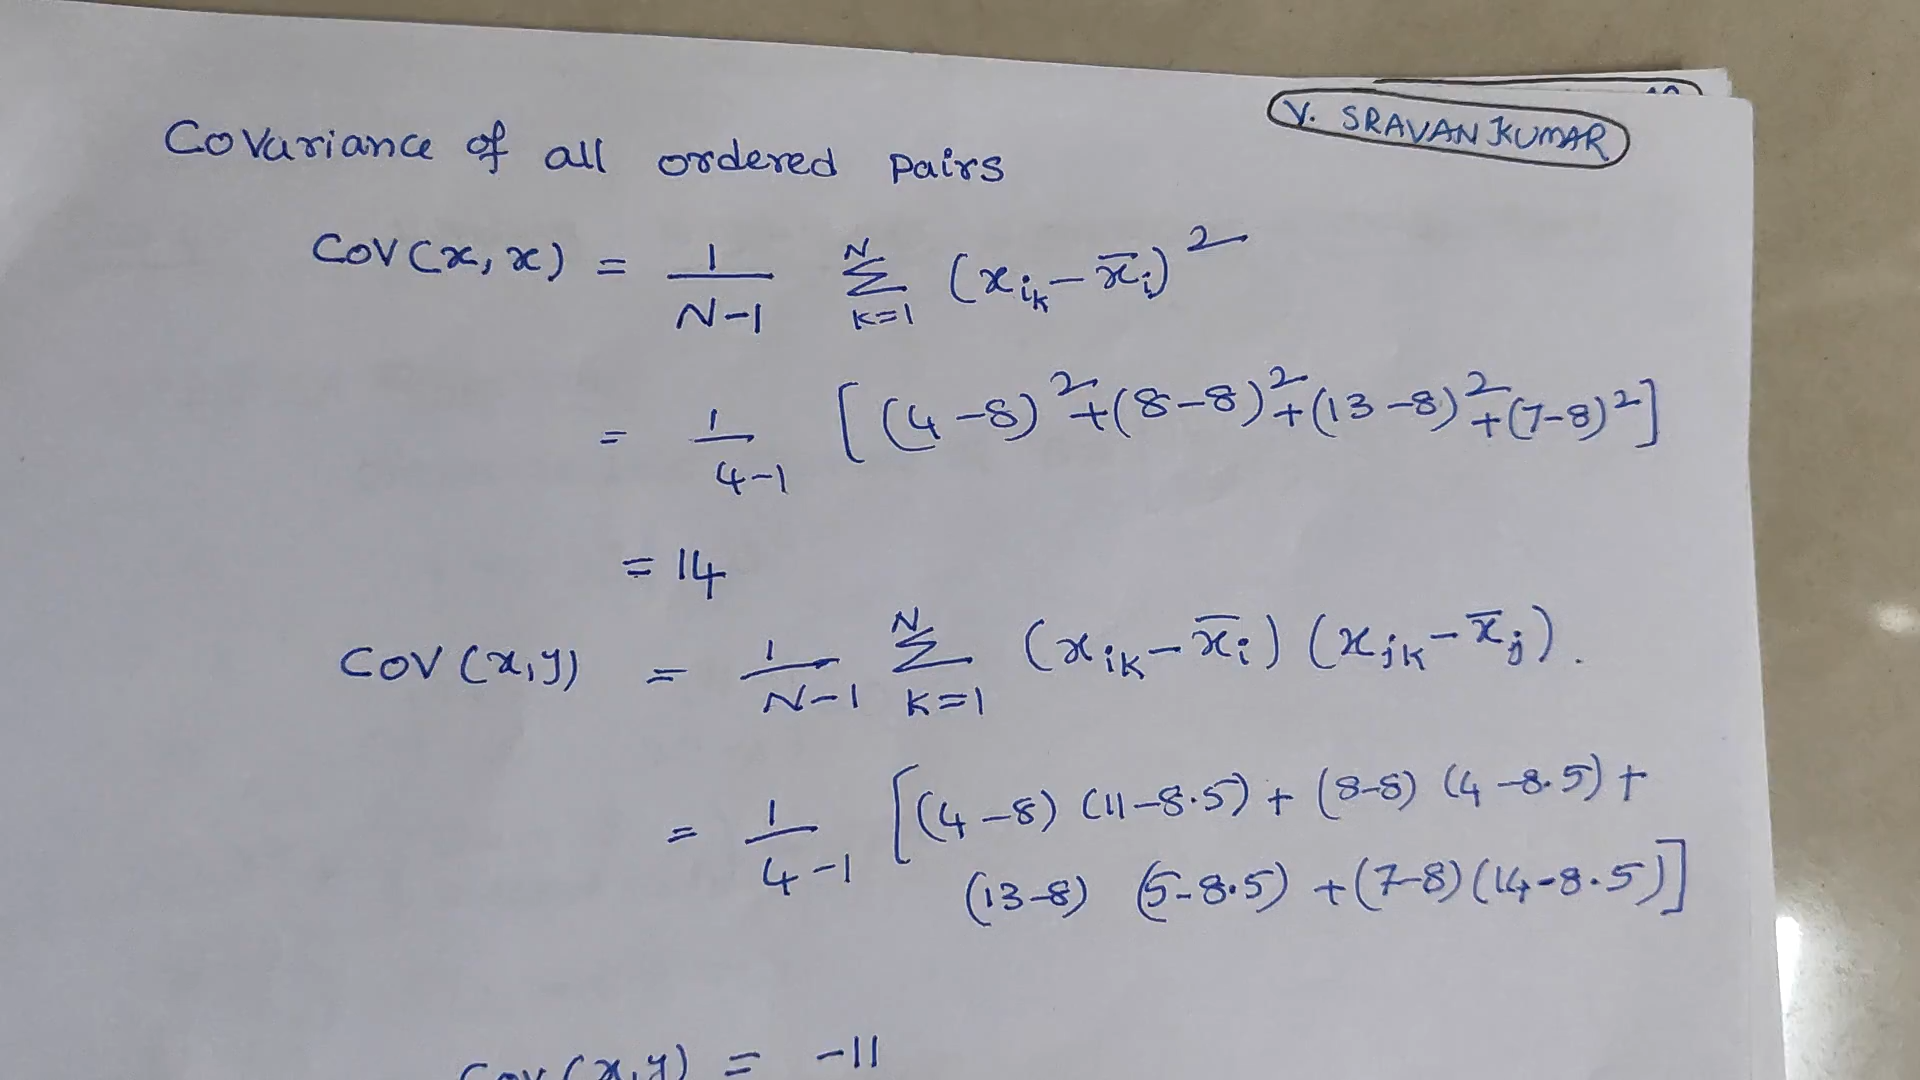 V. SRAVAN KUMAR
Covariance of all ordered pairs
Cov(x, x) = 1/(N-1) Σ_{k=1}^{N} (x_{ik} - x̄_i)²
= 1/(4-1) [(4-8)² + (8-8)² + (13-8)² + (7-8)²]
= 14
Cov(x,y) = 1/(N-1) Σ_{k=1}^{N} (x_{ik} - x̄_i) (x_{jk} - x̄_j).
= 1/(4-1) [(4-8) (11-8.5) + (8-8) (4-8.5) +
(13-8) (5-8.5) + (7-8) (14-8.5)]
Cov(x,y) = -11